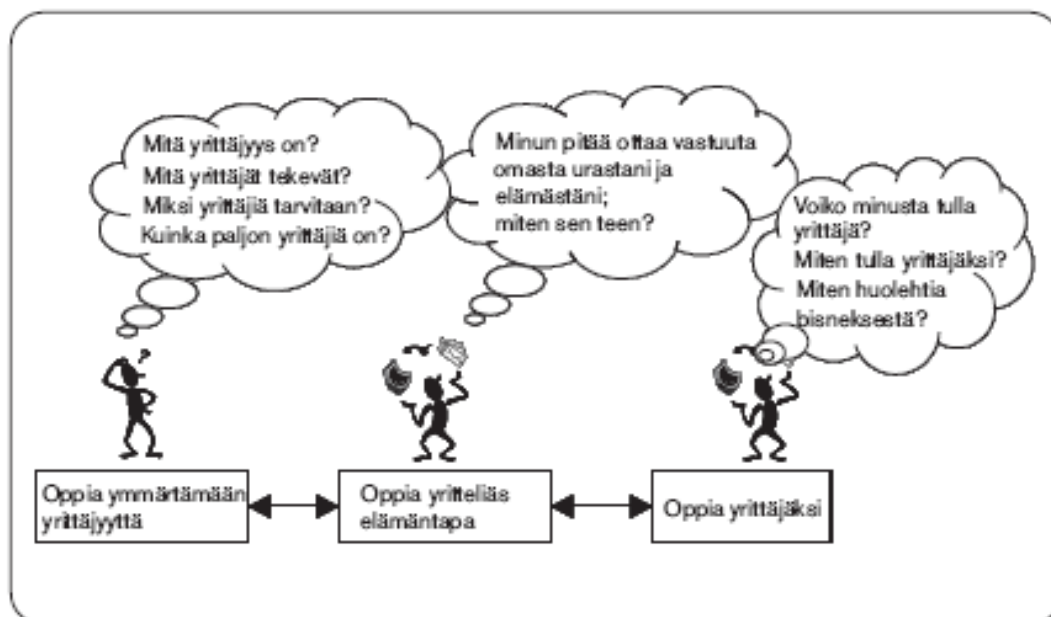 Mitä yrittäjyys on?
Mitä yrittäjät tekevät?
Miksi yrittäjiä tarvitaan?
Kuinka paljon yrittäjiä on?
Minun pitää ottaa vastuuta
omasta urastani ja
elämästäni;
miten sen teen?
Voiko minusta tulla
yrittäjä?
Miten tulla yrittäjäksi?
Miten huolehtia
bisneksestä?
?
Oppia ymmärtämään
yrittäjyyttä
Oppia yritteliäs
elämäntapa
Oppia yrittäjäksi